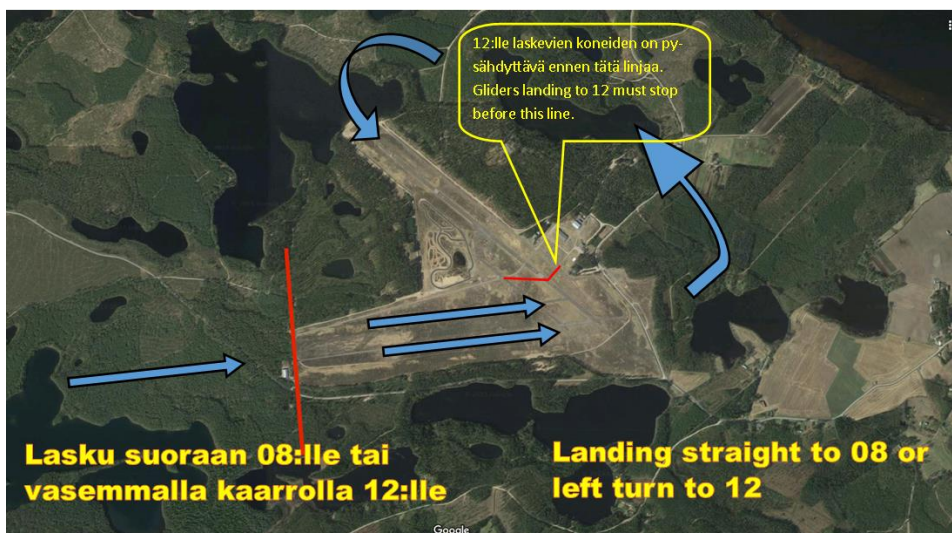 12:lle laskevien koneiden on py-
sähdyttävä ennen tätä linjaa.
Gliders landing to 12 must stop
before this line.
Lasku suoraan 08:lle tai
vasemmalla kaarrolla 12:lle
Landing straight to 08 or
left turn to 12
Google